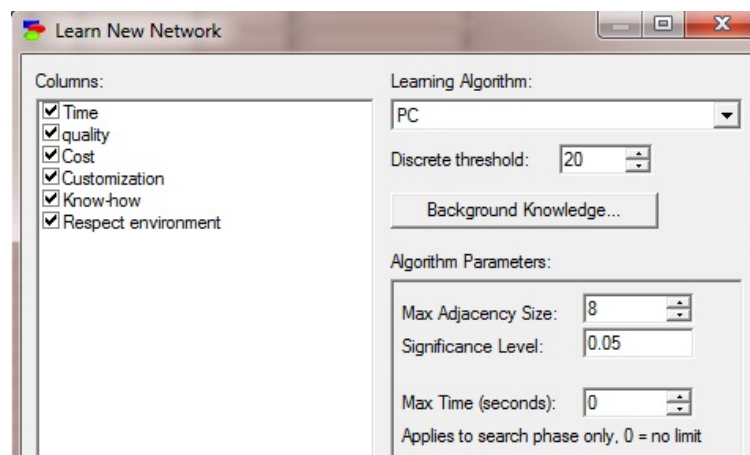 Learn New Network
Columns:
Time
quality
Cost
Customization
Know-how
Respect environment
Learning Algorithm:
PC
Discrete threshold: 20
Background Knowledge...
Algorithm Parameters:
Max Adjacency Size: 8
Significance Level: 0.05
Max Time (seconds): 0
Applies to search phase only, 0 = no limit